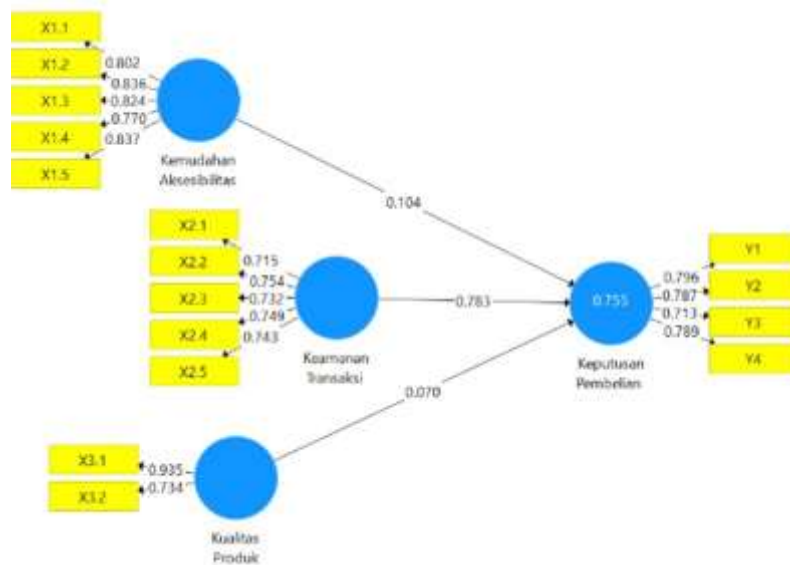 X1.1
X1.2
X1.3
X1.4
X1.5
0.802
0.836
0.824
0.770
0.837
Kemudahan
Aksesibilitas
0.104
X2.1
X2.2
X2.3
X2.4
X2.5
0.715
0.754
0.732
0.749
0.743
Keamanan
Transaksi
0.783
0.755
Keputusan
Pembelian
0.796
0.787
0.713
0.789
Y1
Y2
Y3
Y4
0.070
X3.1
X3.2
0.935
0.734
Kualitas
Produk